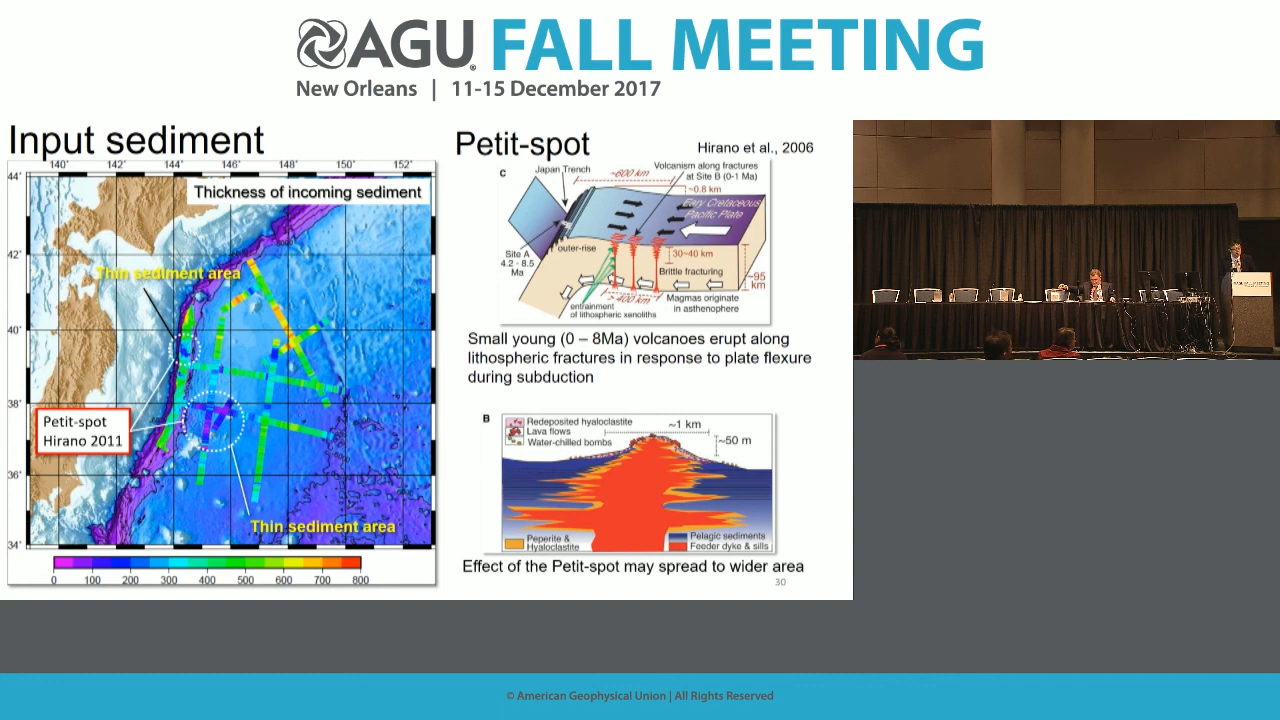 AGU FALL MEETING
New Orleans | 11-15 December 2017
Input sediment
140˚ 142˚ 144˚ 146˚ 148˚ 150˚ 152˚
44˚
Thickness of incoming sediment
42˚
Thin sediment area
40˚
38˚
Petit-spot
Hirano 2011
36˚
Thin sediment area
34˚
0 100 200 300 400 500 600 700 800
Petit-spot
Hirano et al., 2006
C
Japan Trench
~600 km
Volcanism along fractures
at Site B (0-1 Ma)
~0.8 km
Early Cretaceous
Pacific Plate
outer-rise
Site A
4.2 - 8.5
Ma
30~40 km
Brittle fracturing
~95
km
> 400 km
entrainment
of lithospheric xenoliths
Magmas originate
in asthenophere
Small young (0 – 8Ma) volcanoes erupt along
lithospheric fractures in response to plate flexure
during subduction
B
Redeposited hyaloclastite
Lava flows
Water-chilled bombs
~1 km
~50 m
Peperite &
Hyaloclastite
Pelagic sediments
Feeder dyke & sills
Effect of the Petit-spot may spread to wider area
30
AGU FALL MEETING
© American Geophysical Union | All Rights Reserved